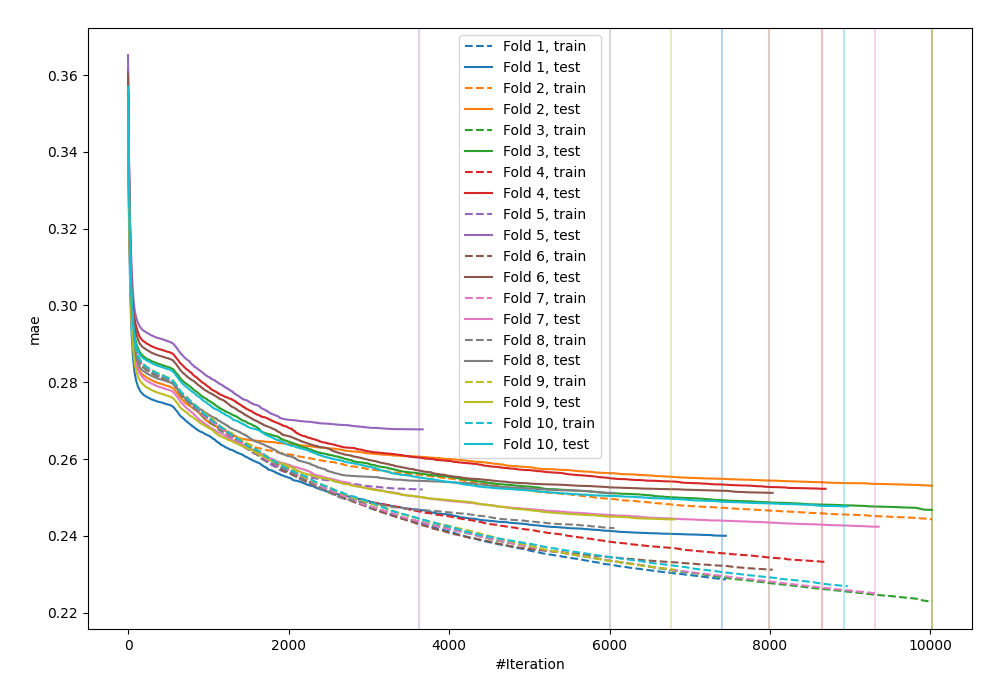 0.36
0.34
0.32
0.30
0.28
0.26
0.24
0.22
mae
0
2000
4000
6000
8000
10000
#Iteration
Fold 1, train
Fold 1, test
Fold 2, train
Fold 2, test
Fold 3, train
Fold 3, test
Fold 4, train
Fold 4, test
Fold 5, train
Fold 5, test
Fold 6, train
Fold 6, test
Fold 7, train
Fold 7, test
Fold 8, train
Fold 8, test
Fold 9, train
Fold 9, test
Fold 10, train
Fold 10, test